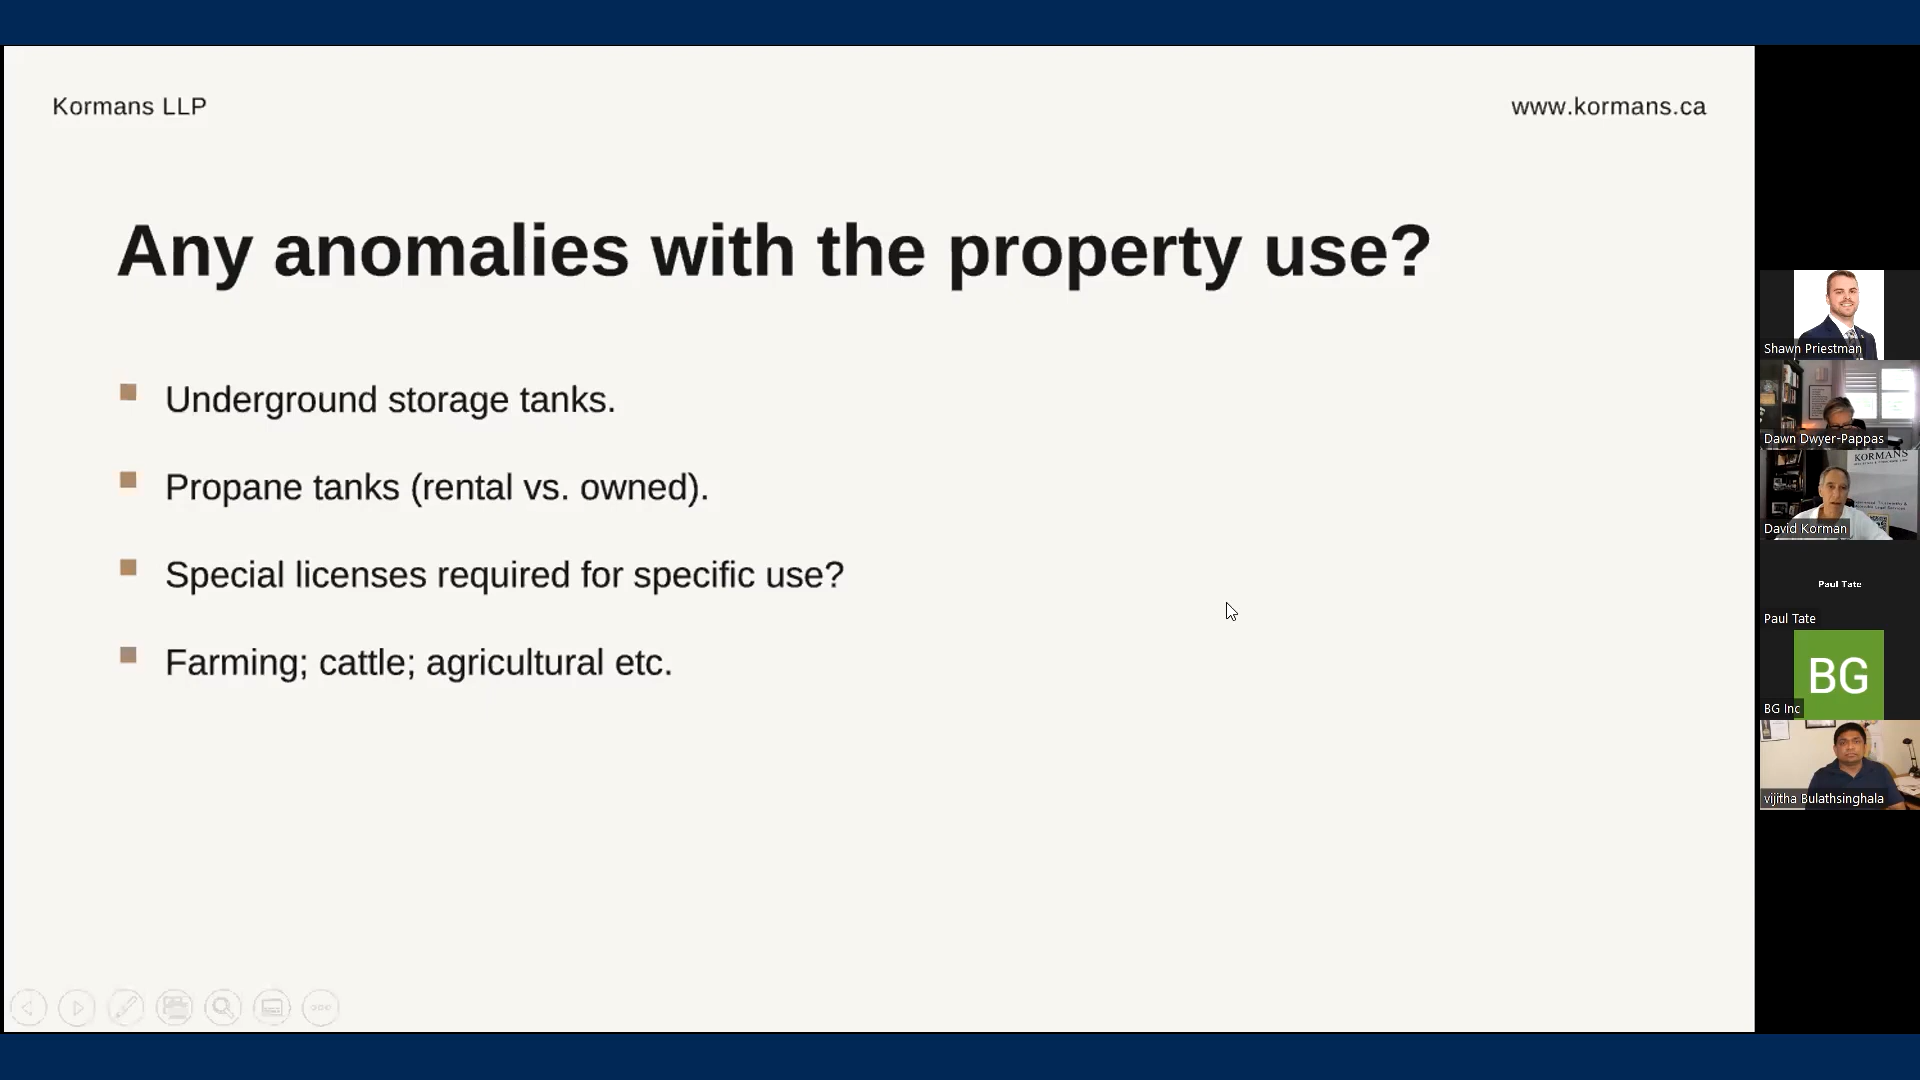 Kormans LLP
www.kormans.ca
Any anomalies with the property use?
Underground storage tanks.
Propane tanks (rental vs. owned).
Special licenses required for specific use?
Farming; cattle; agricultural etc.
Shawn Priestman
Dawn Dwyer-Pappas
KORMANS
David Korman
Paul Tate
Paul Tate
BG
BG Inc
vijitha Bulathsinghala